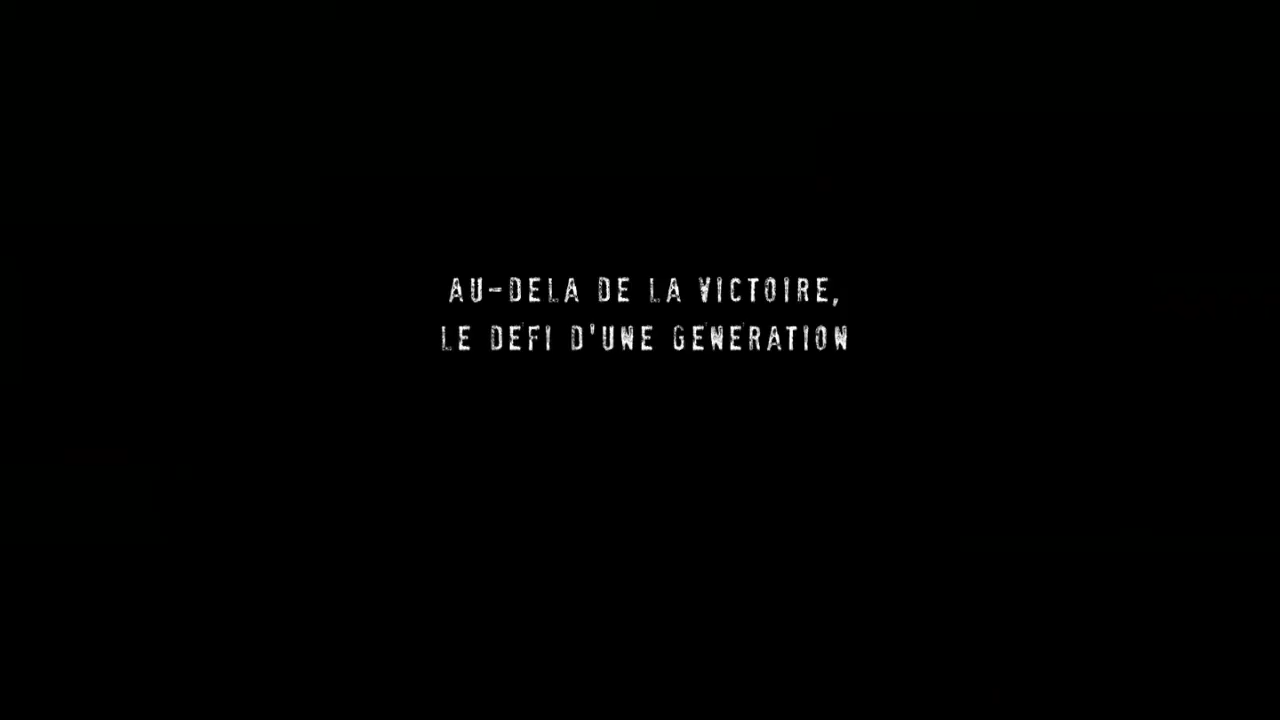 AU-DELA DE LA VICTOIRE,
LE DEFI D'UNE GENERATION